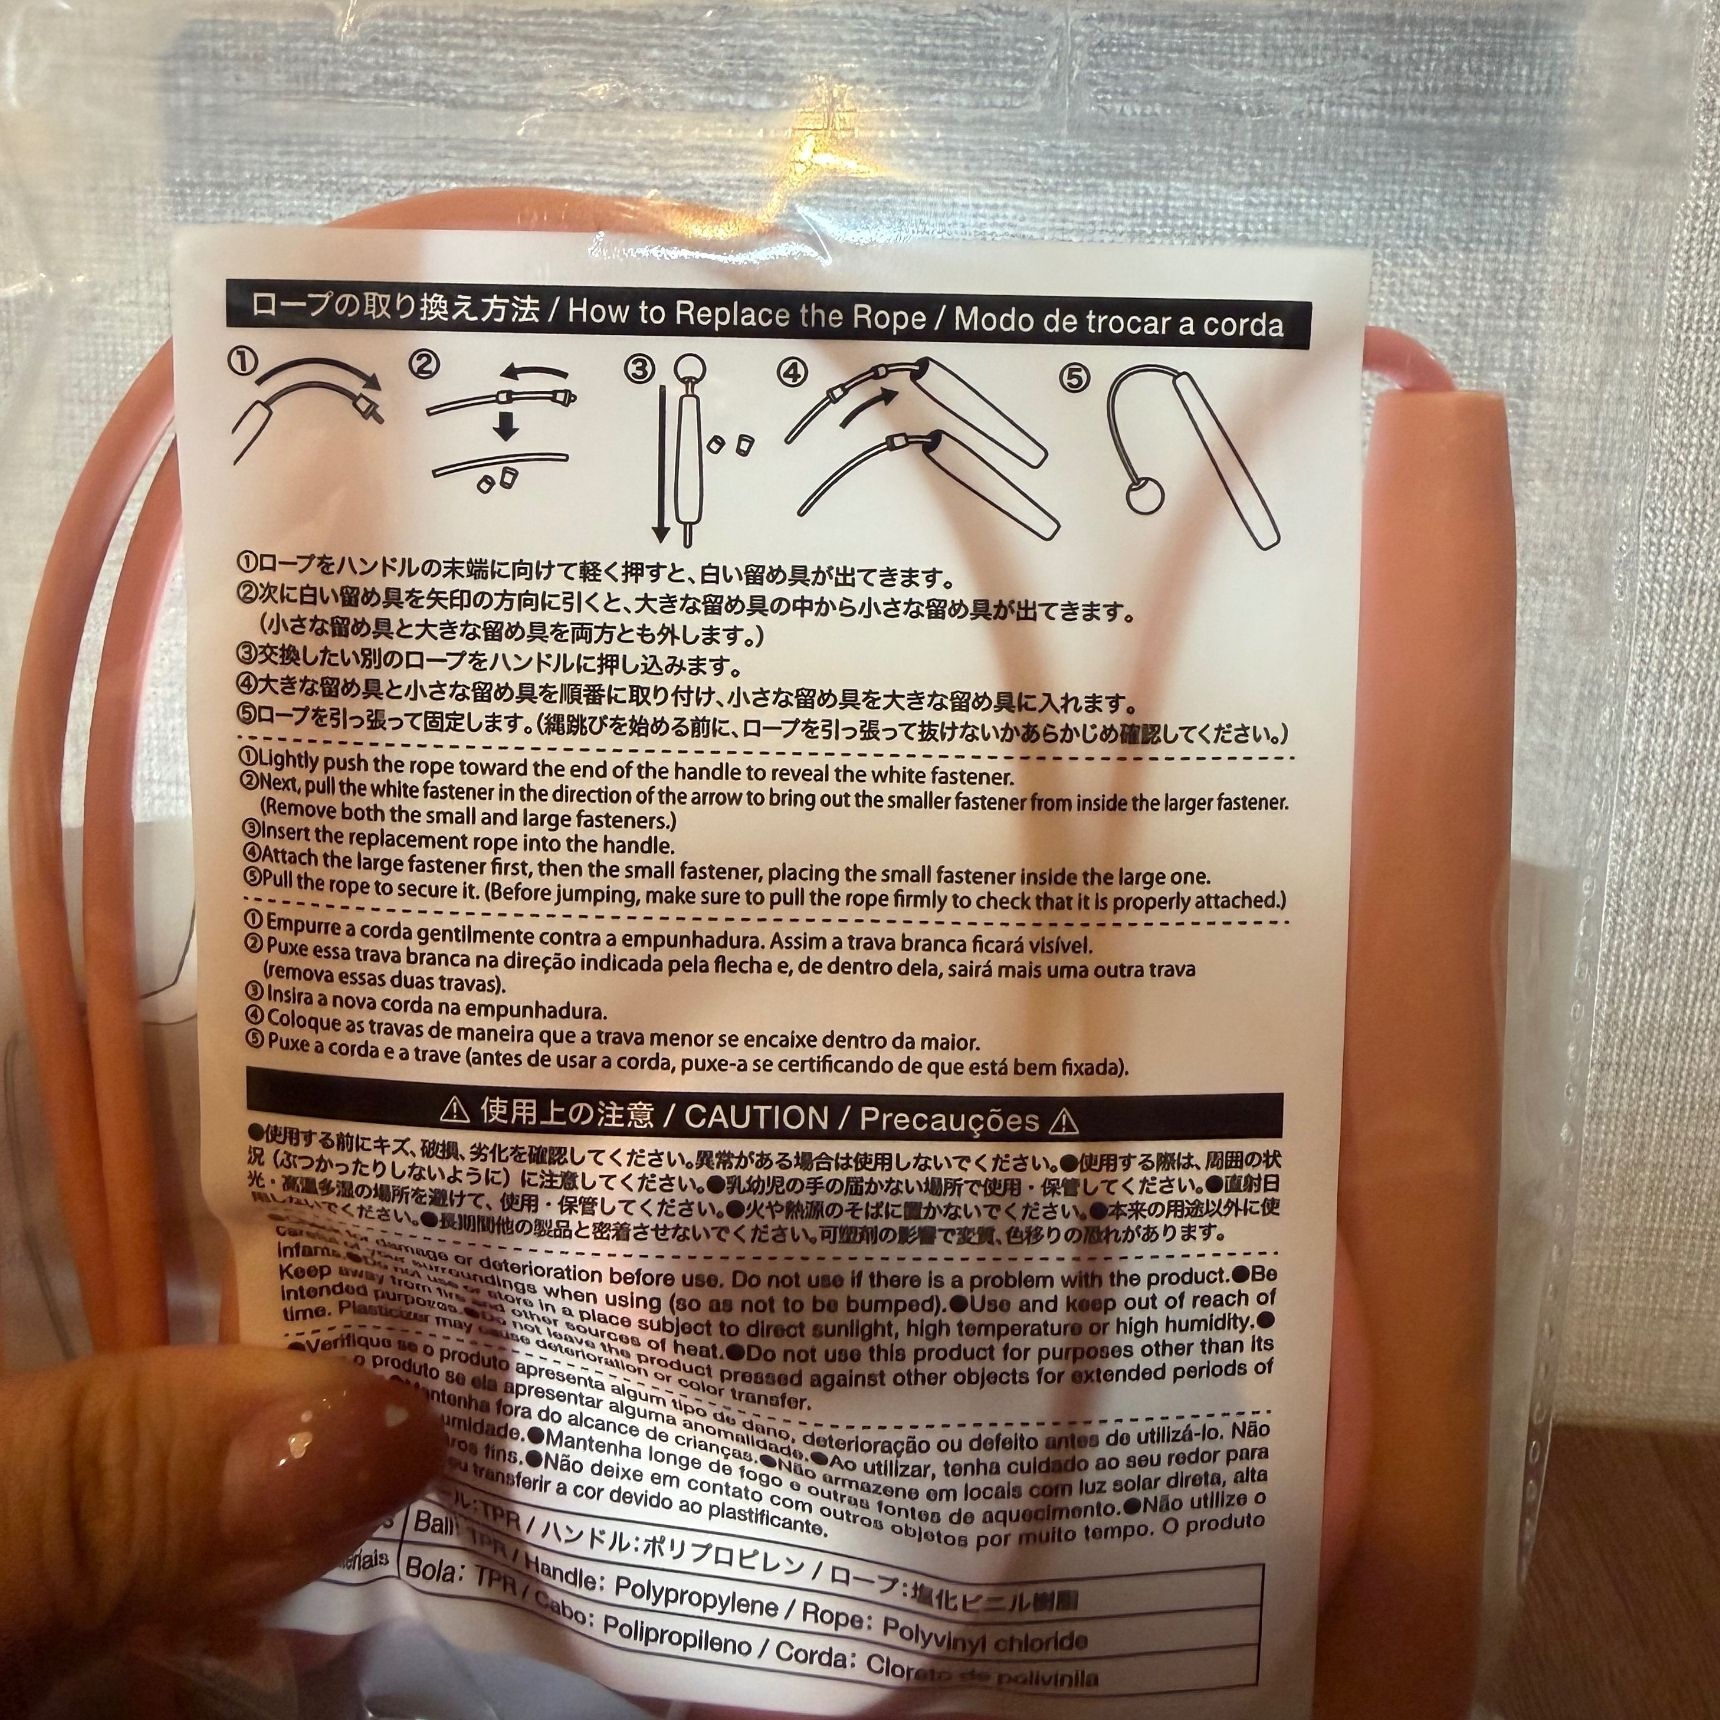 ロープの取り換え方法 / How to Replace the Rope / Modo de trocar a corda
① ② ③ ④ ⑤
①ロープをハンドルの末端に向けて軽く押すと、白い留め具が出てきます。
②次に白い留め具を矢印の方向に引くと、大きな留め具の中から小さな留め具が出てきます。
(小さな留め具と大きな留め具を両方とも外します。)
③交換したい別のロープをハンドルに押し込みます。
④大きな留め具と小さな留め具を順番に取り付け、小さな留め具を大きな留め具に入れます。
⑤ロープを引っ張って固定します。(縄跳びを始める前に、ロープを引っ張って抜けないかあらかじめ確認してください。)
①Lightly push the rope toward the end of the handle to reveal the white fastener.
②Next, pull the white fastener in the direction of the arrow to bring out the smaller fastener from inside the larger fastener.
(Remove both the small and large fasteners.)
③Insert the replacement rope into the handle.
④Attach the large fastener first, then the small fastener, placing the small fastener inside the large one.
⑤Pull the rope to secure it. (Before jumping, make sure to pull the rope firmly to check that it is properly attached.)
① Empurre a corda gentilmente contra a empunhadura. Assim a trava branca ficará visível.
② Puxe essa trava branca na direção indicada pela flecha e, de dentro dela, sairá mais uma outra trava
(remova essas duas travas).
③ Insira a nova corda na empunhadura.
④ Coloque as travas de maneira que a trava menor se encaixe dentro da maior.
⑤ Puxe a corda e a trave (antes de usar a corda, puxe-a se certificando de que está bem fixada).
⚠ 使用上の注意 / CAUTION / Precauções ⚠
●使用する前にキズ、破損、劣化を確認してください。異常がある場合は使用しないでください。●使用する際は、周囲の状
況（ぶつかったりしないように）に注意してください。●乳幼児の手の届かない場所で使用・保管してください。●直射日
光・高温多湿の場所を避けて、使用・保管してください。●火や熱源のそばに置かないでください。●本来の用途以外に使
用しないでください。●長期間他の製品と密着させないでください。可塑剤の影響で変質、色移りの恐れがあります。
for damage or deterioration before use. Do not use if there is a problem with the product.●Be
careful of your surroundings when using (so as not to be bumped).●Use and keep out of reach of
infants.●Do not use or store in a place subject to direct sunlight, high temperature or high humidity.●
Keep away from fire and other sources of heat.●Do not use this product for purposes other than its
intended purposes.●Do not leave the product pressed against other objects for extended periods of
time. Plasticizer may cause deterioration or color transfer.
●Verifique se o produto apresenta algum tipo de dano, deterioração ou defeito antes de utilizá-lo. Não
o produto se ela apresentar alguma anomalidade.●Ao utilizar, tenha cuidado ao seu redor para
●Mantenha fora do alcance de crianças.●Não armazene em locais com luz solar direta, alta
umidade.●Mantenha longe de fogo e outras fontes de aquecimento.●Não utilize o
fins.●Não deixe em contato com outros objetos por muito tempo. O produto
transferir a cor devido ao plastificante.
ール:TPR / ハンドル:ポリプロピレン / ロープ:塩化ビニル樹脂
Ball: TPR / Handle: Polypropylene / Rope: Polyvinyl chloride
Bola: TPR / Cabo: Polipropileno / Corda: Cloreto de polivinila